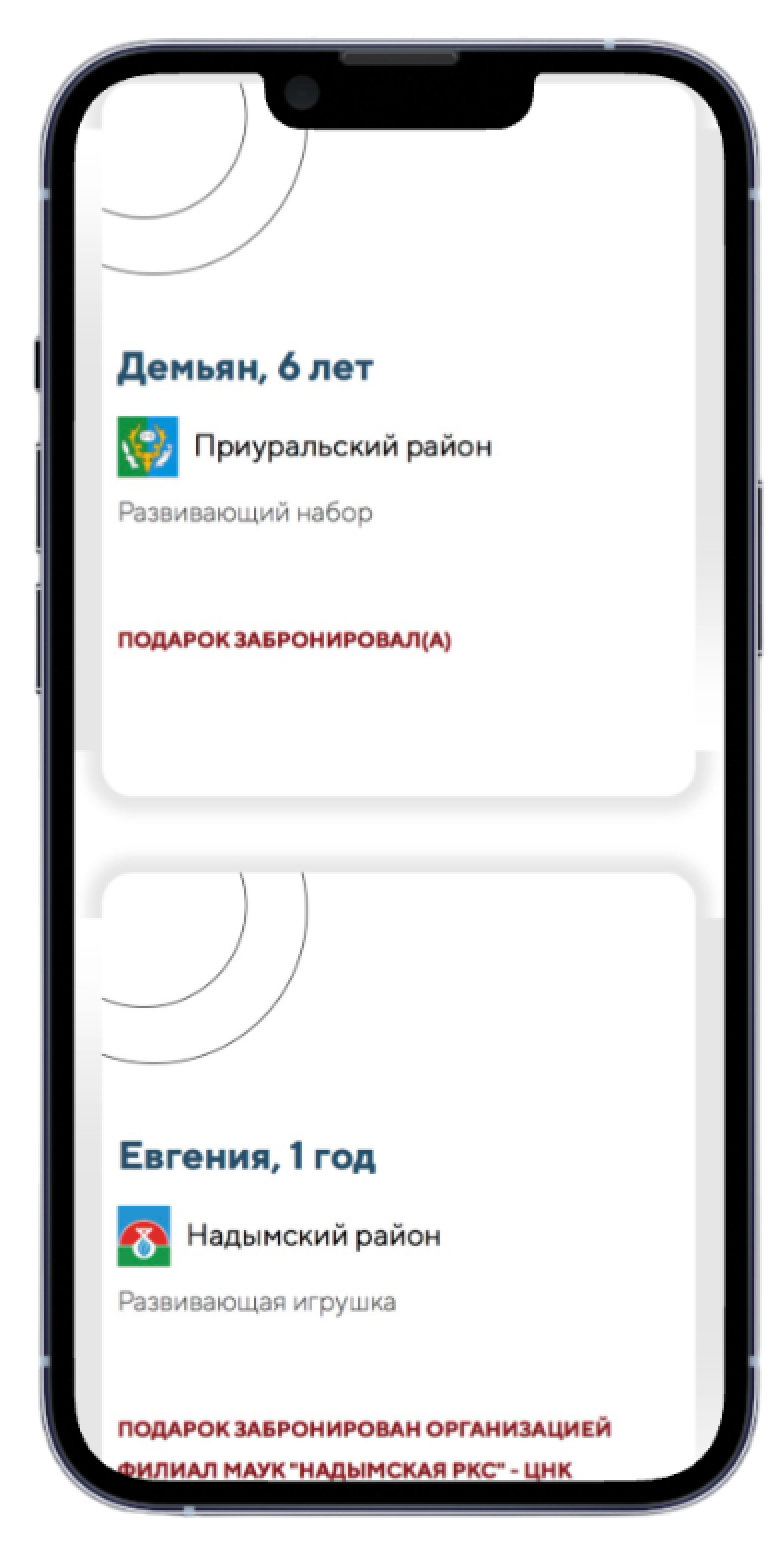 Демьян, 6 лет
Приуральский район
Развивающий набор
ПОДАРОК ЗАБРОНИРОВАЛ(А)
Евгения, 1 год
Надымский район
Развивающая игрушка
ПОДАРОК ЗАБРОНИРОВАН ОРГАНИЗАЦИЕЙ
ФИЛИАЛ МАУК "НАДЫМСКАЯ РКС" - ЦНК